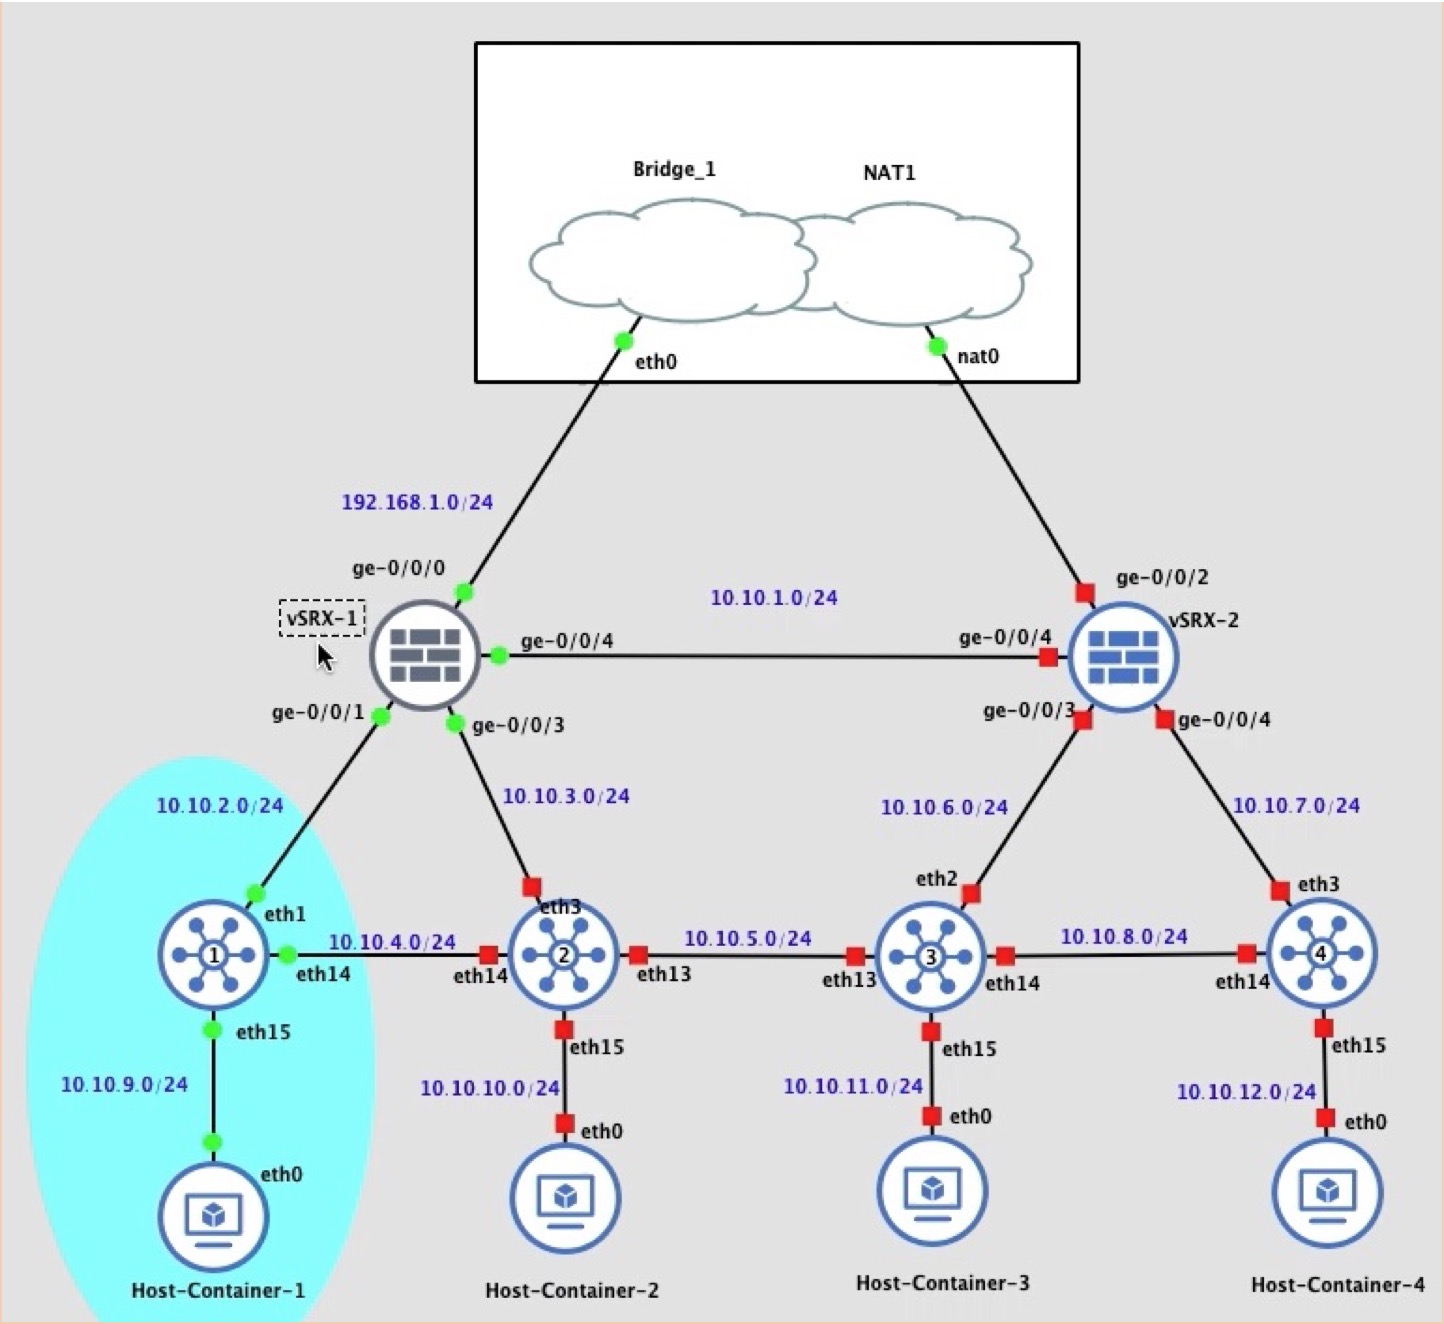 Bridge_1
NAT1
eth0
nat0
192.168.1.0/24
ge-0/0/0
ge-0/0/2
vSRX-1
vSRX-2
10.10.1.0/24
ge-0/0/4
ge-0/0/4
ge-0/0/1
ge-0/0/3
ge-0/0/3
ge-0/0/4
10.10.2.0/24
10.10.3.0/24
10.10.6.0/24
10.10.7.0/24
eth1
eth3
eth2
eth3
1
2
3
4
10.10.4.0/24
10.10.5.0/24
10.10.8.0/24
eth14
eth14
eth13
eth13
eth14
eth14
eth15
eth15
eth15
eth15
10.10.9.0/24
10.10.10.0/24
10.10.11.0/24
10.10.12.0/24
eth0
eth0
eth0
eth0
Host-Container-1
Host-Container-2
Host-Container-3
Host-Container-4